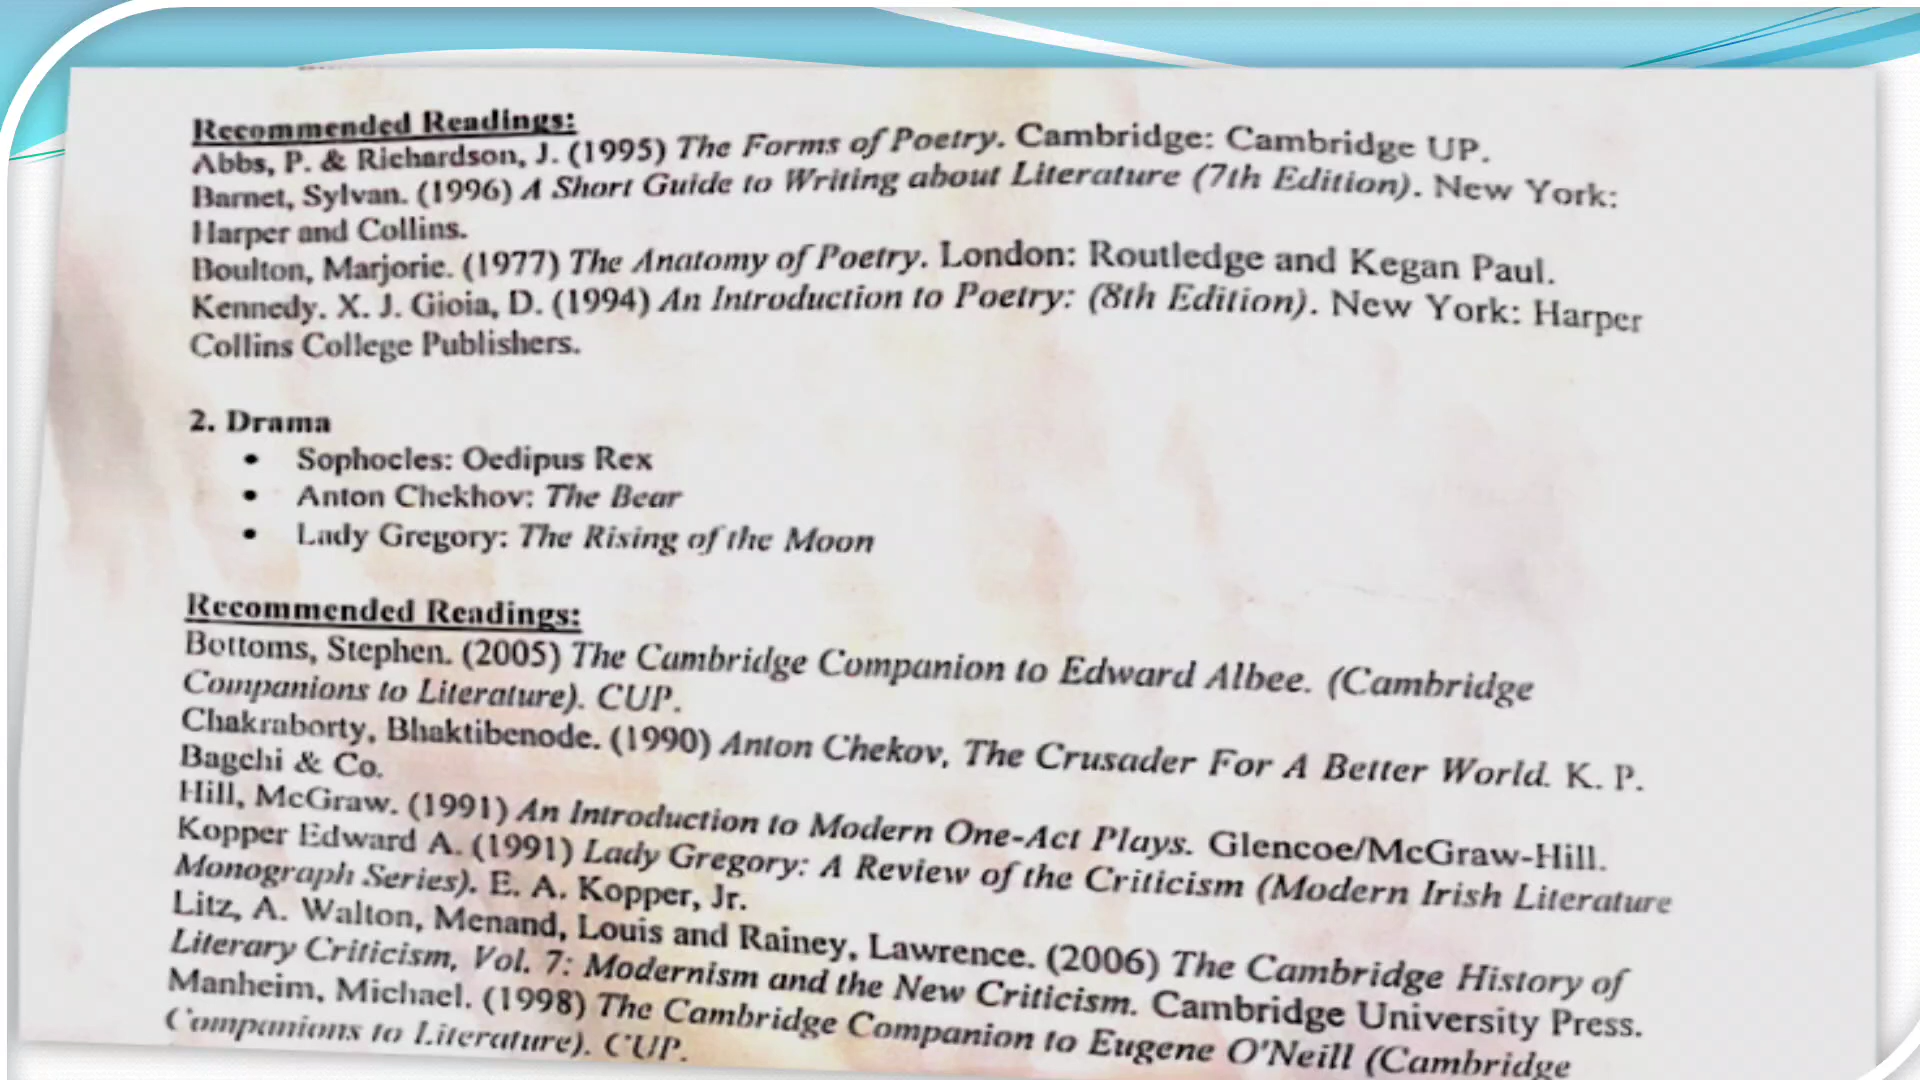 Recommended Readings:
Abbs, P. & Richardson, J. (1995) The Forms of Poetry. Cambridge: Cambridge UP.
Barnet, Sylvan. (1996) A Short Guide to Writing about Literature (7th Edition). New York:
Harper and Collins.
Boulton, Marjorie. (1977) The Anatomy of Poetry. London: Routledge and Kegan Paul.
Kennedy. X. J. Gioia, D. (1994) An Introduction to Poetry: (8th Edition). New York: Harper
Collins College Publishers.
2. Drama
• Sophocles: Oedipus Rex
• Anton Chekhov: The Bear
• Lady Gregory: The Rising of the Moon
Recommended Readings:
Bottoms, Stephen. (2005) The Cambridge Companion to Edward Albee. (Cambridge
Companions to Literature). CUP.
Chakraborty, Bhaktibenode. (1990) Anton Chekov, The Crusader For A Better World. K. P.
Bagchi & Co.
Hill, McGraw. (1991) An Introduction to Modern One-Act Plays. Glencoe/McGraw-Hill.
Kopper Edward A. (1991) Lady Gregory: A Review of the Criticism (Modern Irish Literature
Monograph Series). E. A. Kopper, Jr.
Litz, A. Walton, Menand, Louis and Rainey, Lawrence. (2006) The Cambridge History of
Literary Criticism, Vol. 7: Modernism and the New Criticism. Cambridge University Press.
Manheim, Michael. (1998) The Cambridge Companion to Eugene O'Neill (Cambridge
Companions to Literature). CUP.